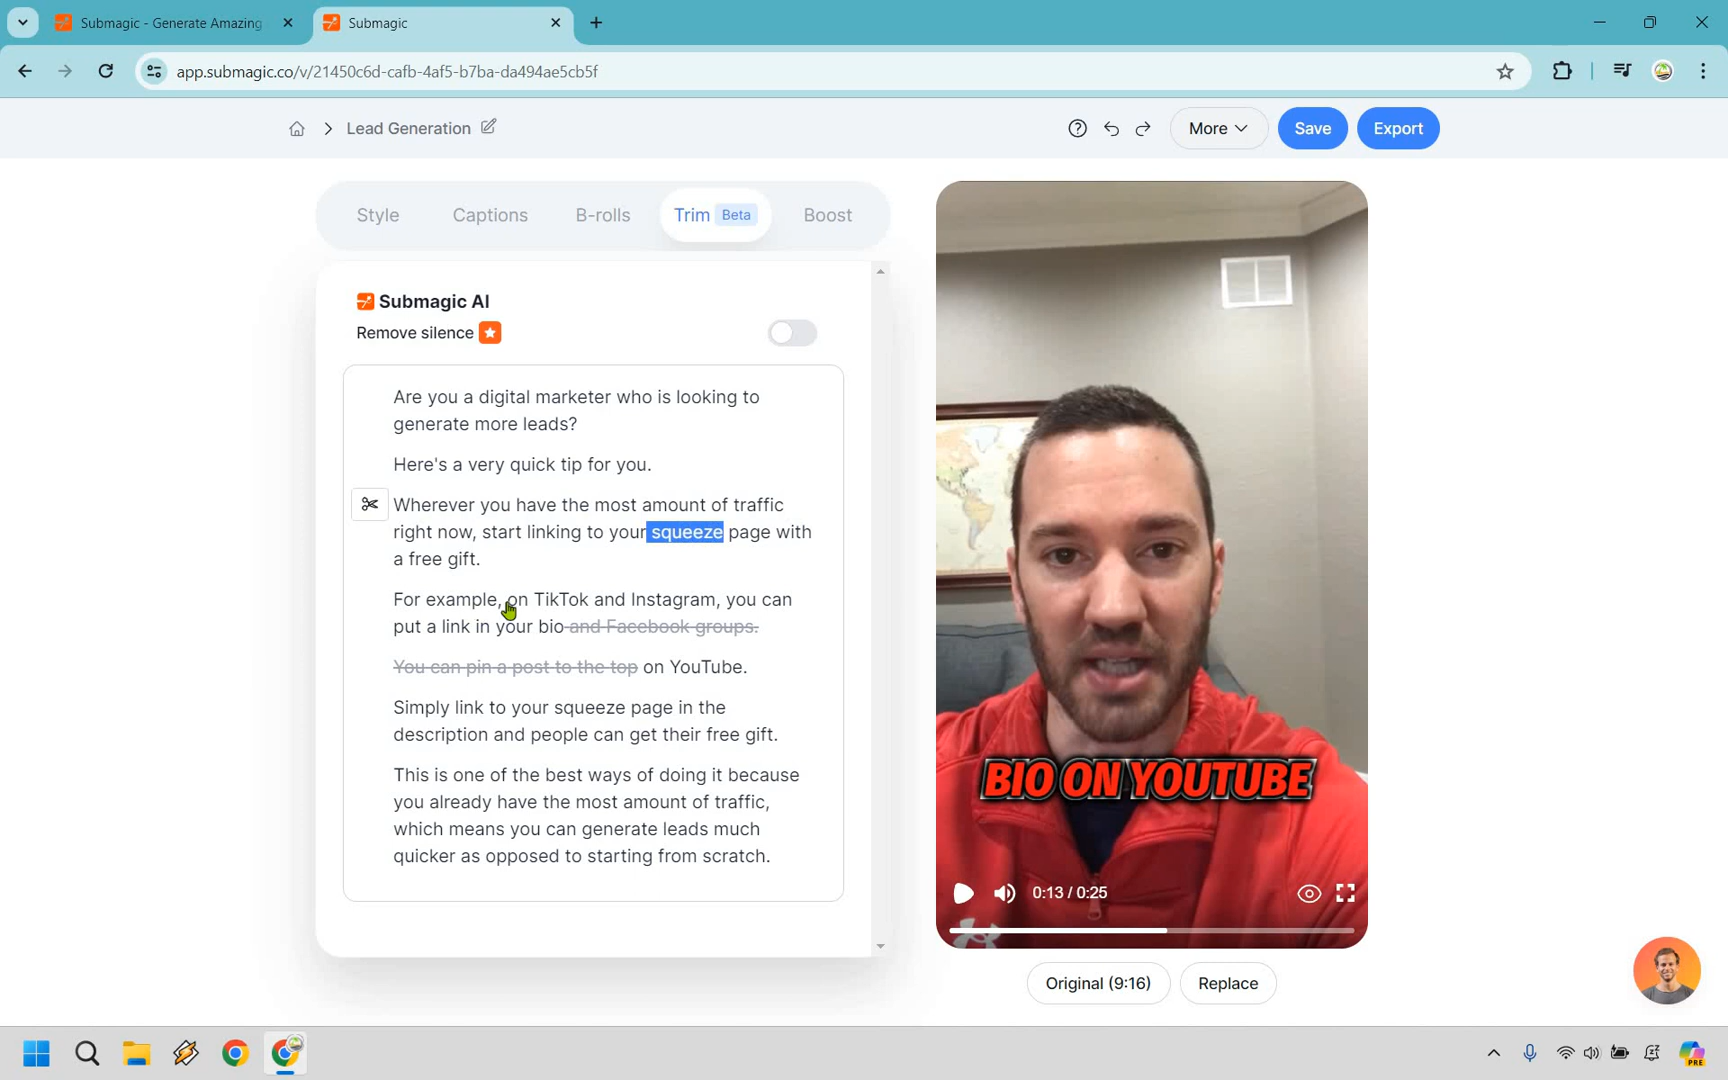 Submagic - Generate Amazing
Submagic
app.submagic.co/v/21450c6d-cafb-4af5-b7ba-da494ae5cb5f
Lead Generation
More
Save
Export
Style
Captions
B-rolls
Trim Beta
Boost
Submagic AI
Remove silence
Are you a digital marketer who is looking to
generate more leads?
Here's a very quick tip for you.
Wherever you have the most amount of traffic
right now, start linking to your squeeze page with
a free gift.
For example, on TikTok and Instagram, you can
put a link in your bio and Facebook groups.
You can pin a post to the top on YouTube.
Simply link to your squeeze page in the
description and people can get their free gift.
This is one of the best ways of doing it because
you already have the most amount of traffic,
which means you can generate leads much
quicker as opposed to starting from scratch.
BIO ON YOUTUBE
0:13 / 0:25
Original (9:16)
Replace
PRE